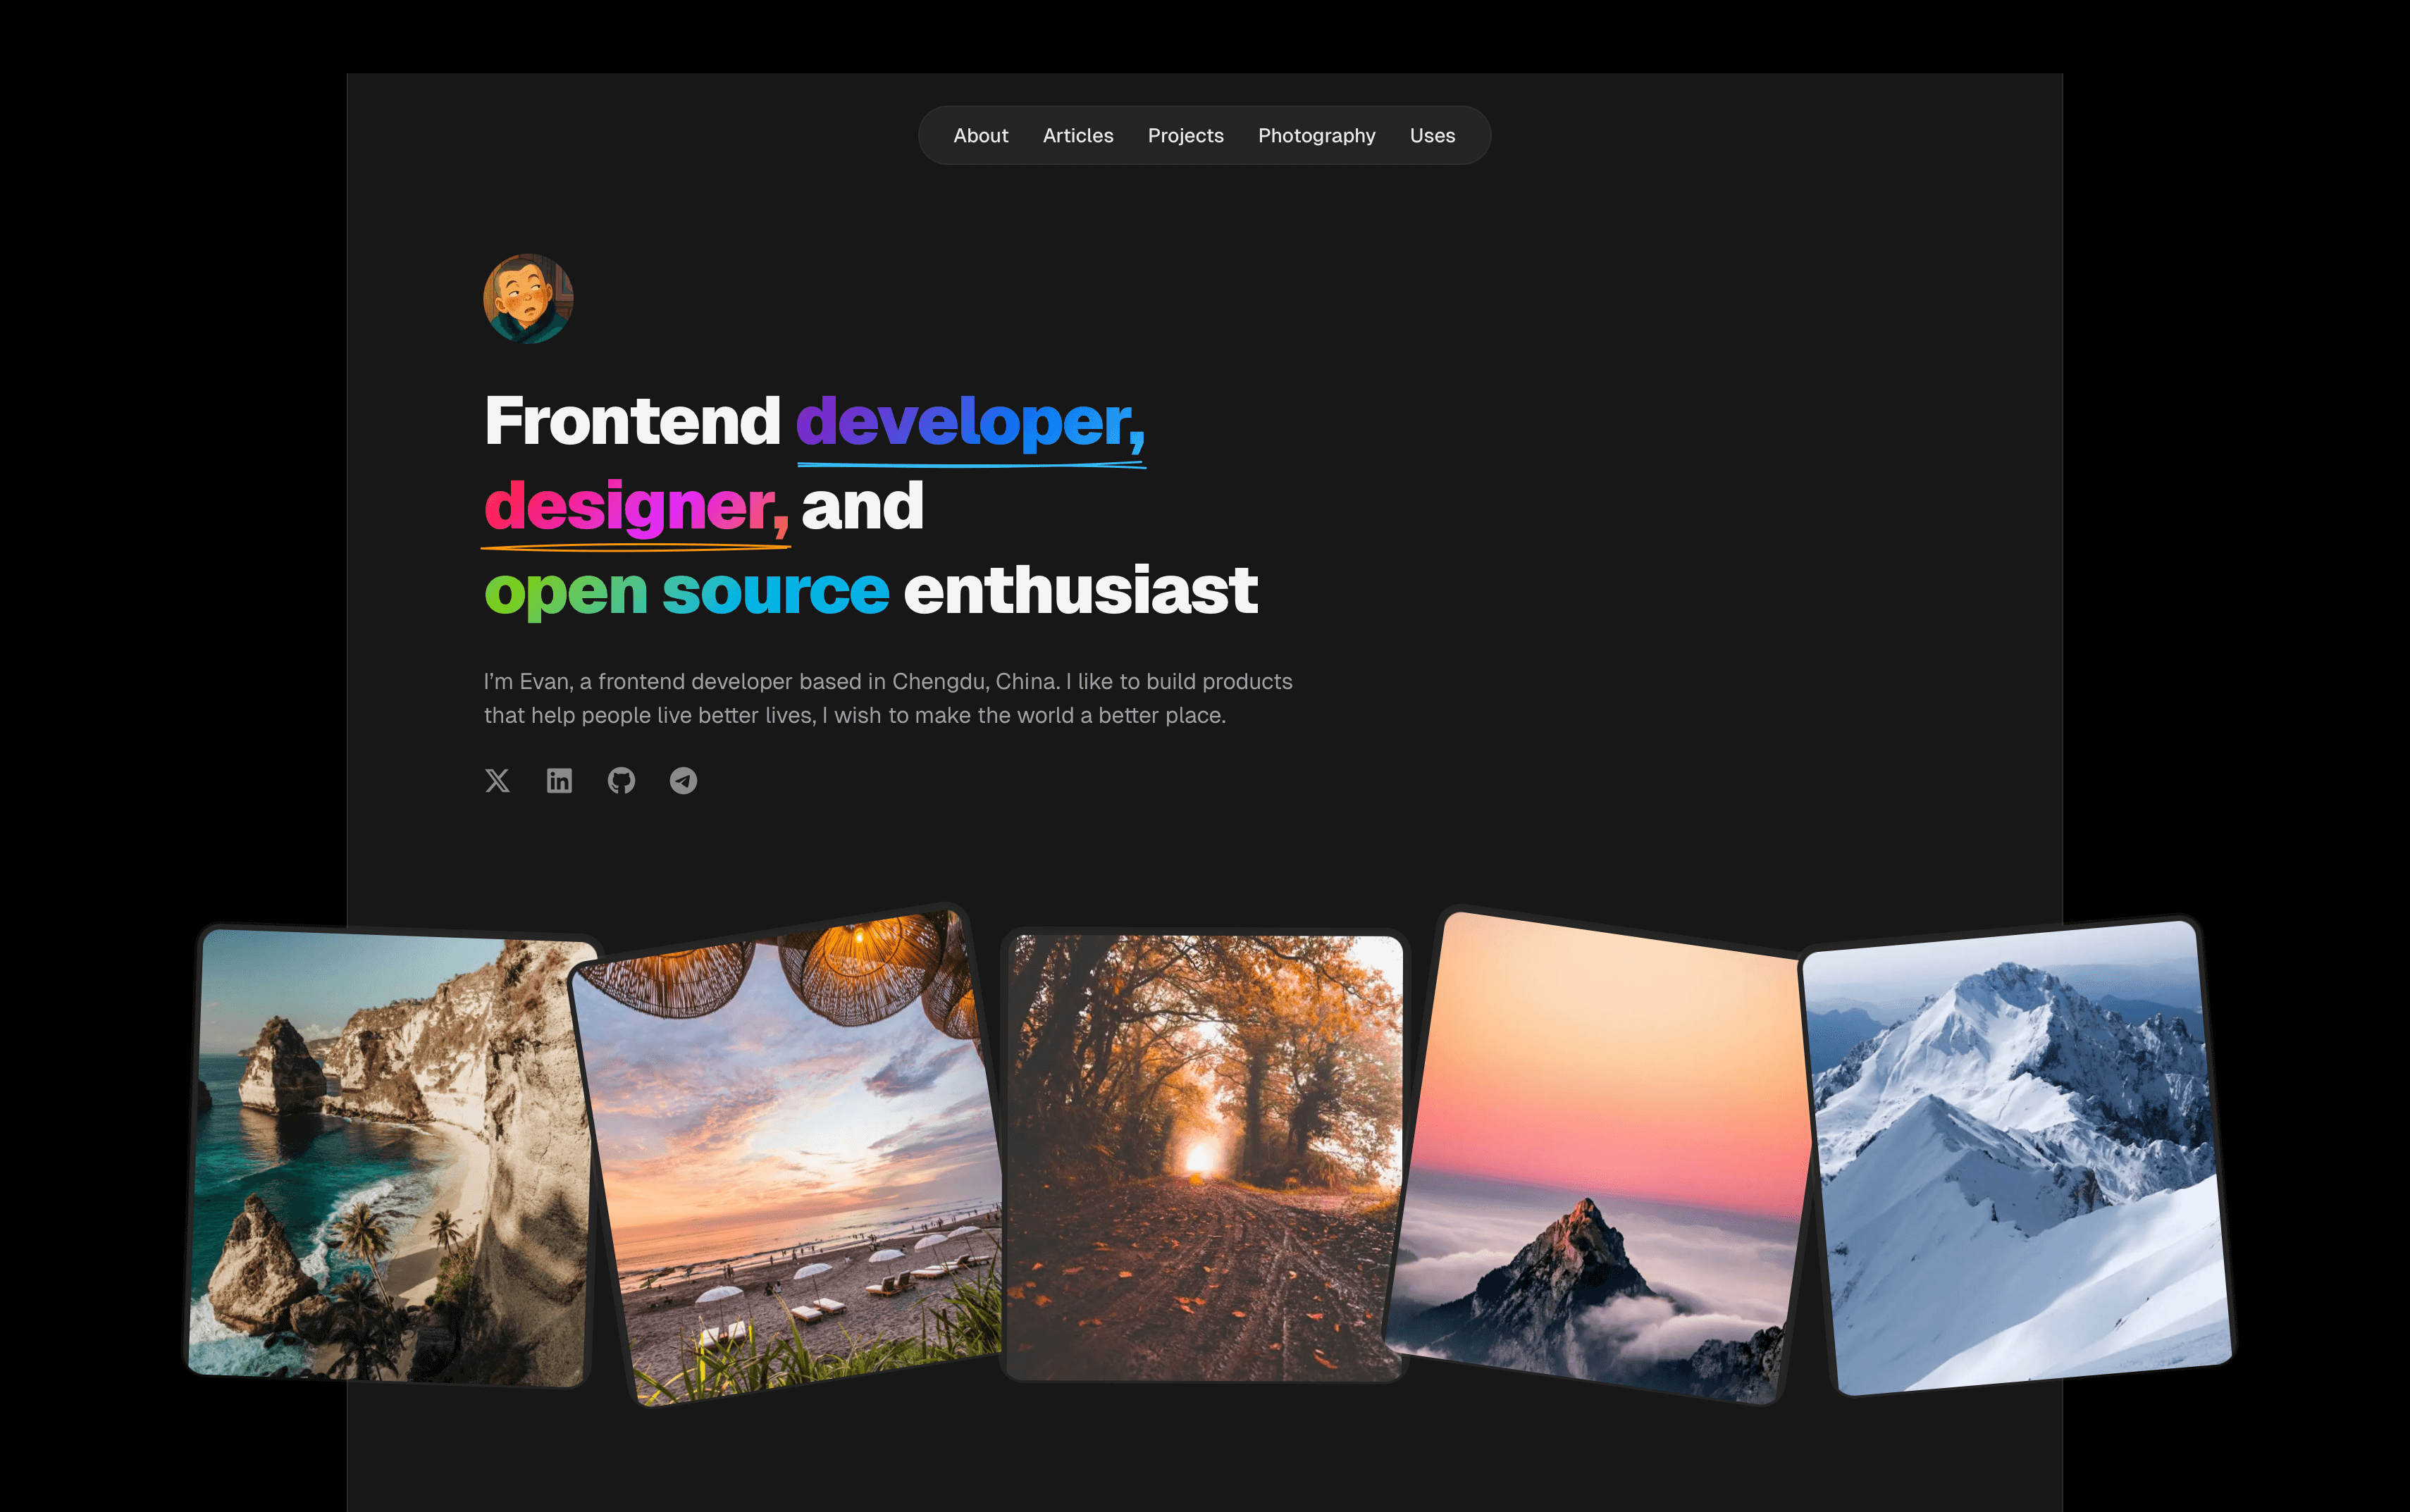 About Articles Projects Photography Uses
Frontend developer,
designer, and
open source enthusiast
I’m Evan, a frontend developer based in Chengdu, China. I like to build products
that help people live better lives, I wish to make the world a better place.